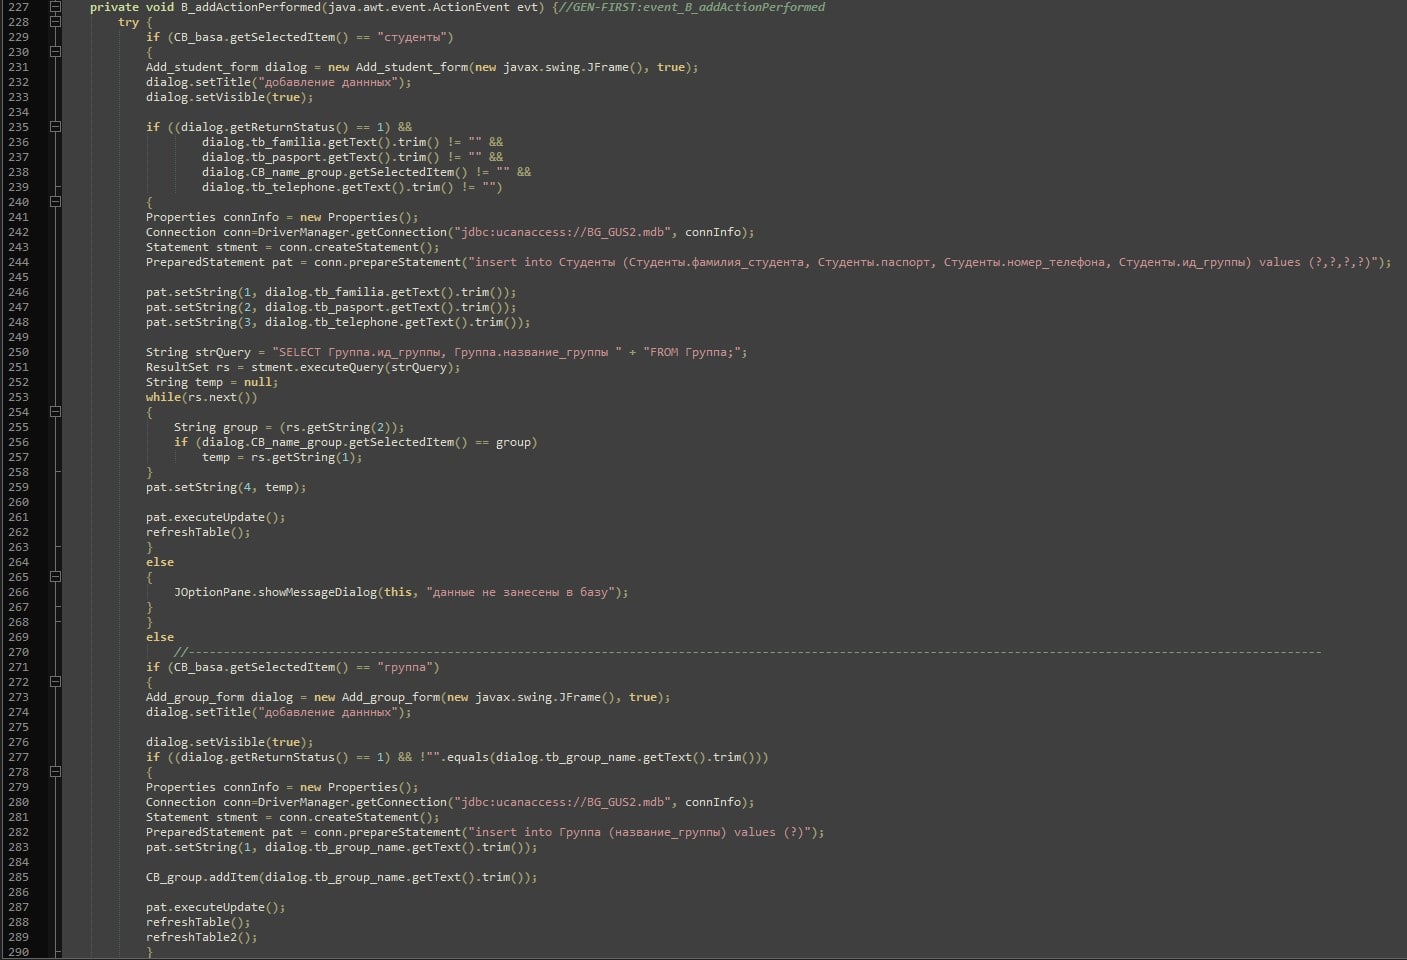 227 private void B_addActionPerformed(java.awt.event.ActionEvent evt) {//GEN-FIRST:event_B_addActionPerformed
228 try {
229 if (CB_basa.getSelectedItem() == "студенты")
230 {
231 Add_student_form dialog = new Add_student_form(new javax.swing.JFrame(), true);
232 dialog.setTitle("добавление даннных");
233 dialog.setVisible(true);
234
235 if ((dialog.getReturnStatus() == 1) &&
236 dialog.tb_familia.getText().trim() != "" &&
237 dialog.tb_pasport.getText().trim() != "" &&
238 dialog.CB_name_group.getSelectedItem() != "" &&
239 dialog.tb_telephone.getText().trim() != "")
240 {
241 Properties connInfo = new Properties();
242 Connection conn=DriverManager.getConnection("jdbc:ucanaccess://BG_GUS2.mdb", connInfo);
243 Statement stment = conn.createStatement();
244 PreparedStatement pat = conn.prepareStatement("insert into Студенты (Студенты.фамилия_студента, Студенты.паспорт, Студенты.номер_телефона, Студенты.ид_группы) values (?,?,?,?)");
245
246 pat.setString(1, dialog.tb_familia.getText().trim());
247 pat.setString(2, dialog.tb_pasport.getText().trim());
248 pat.setString(3, dialog.tb_telephone.getText().trim());
249
250 String strQuery = "SELECT Группа.ид_группы, Группа.название_группы " + "FROM Группа;";
251 ResultSet rs = stment.executeQuery(strQuery);
252 String temp = null;
253 while(rs.next())
254 {
255 String group = (rs.getString(2));
256 if (dialog.CB_name_group.getSelectedItem() == group)
257 temp = rs.getString(1);
258 }
259 pat.setString(4, temp);
260
261 pat.executeUpdate();
262 refreshTable();
263 }
264 else
265 {
266 JOptionPane.showMessageDialog(this, "данные не занесены в базу");
267 }
268 }
269 else
270 //------------------------------------------------------------------------------------------------------------------------------------------------------------------
271 if (CB_basa.getSelectedItem() == "группа")
272 {
273 Add_group_form dialog = new Add_group_form(new javax.swing.JFrame(), true);
274 dialog.setTitle("добавление даннных");
275
276 dialog.setVisible(true);
277 if ((dialog.getReturnStatus() == 1) && !"".equals(dialog.tb_group_name.getText().trim()))
278 {
279 Properties connInfo = new Properties();
280 Connection conn=DriverManager.getConnection("jdbc:ucanaccess://BG_GUS2.mdb", connInfo);
281 Statement stment = conn.createStatement();
282 PreparedStatement pat = conn.prepareStatement("insert into Группа (название_группы) values (?)");
283 pat.setString(1, dialog.tb_group_name.getText().trim());
284
285 CB_group.addItem(dialog.tb_group_name.getText().trim());
286
287 pat.executeUpdate();
288 refreshTable();
289 refreshTable2();
290 }